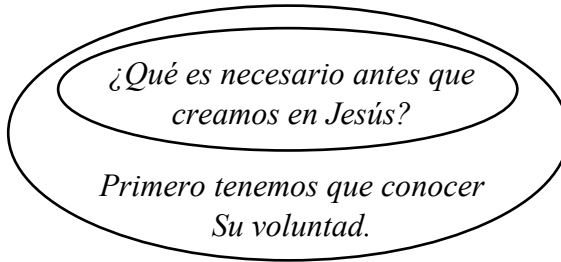 ¿Qué es necesario antes que
creamos en Jesús?
Primero tenemos que conocer
Su voluntad.